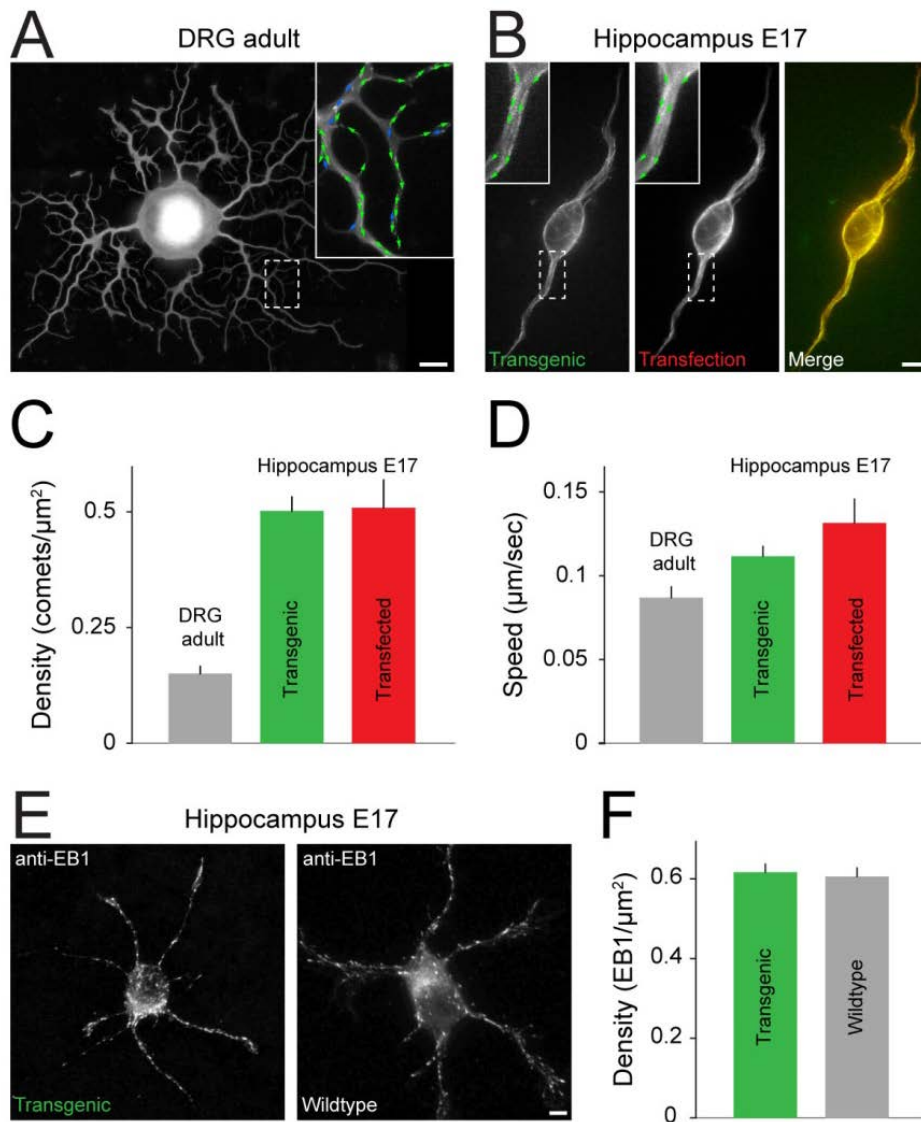 A
DRG adult
B
Hippocampus E17
Transgenic
Transfection
Merge
C
Density (comets/µm²)
0.5
0.25
0
DRG
adult
Hippocampus E17
Transgenic
Transfected
D
Speed (µm/sec)
0.15
0.1
0.05
0
DRG
adult
Hippocampus E17
Transgenic
Transfected
E
Hippocampus E17
anti-EB1
Transgenic
anti-EB1
Wildtype
F
Density (EB1/µm²)
0.6
0.4
0.2
0
Transgenic
Wildtype